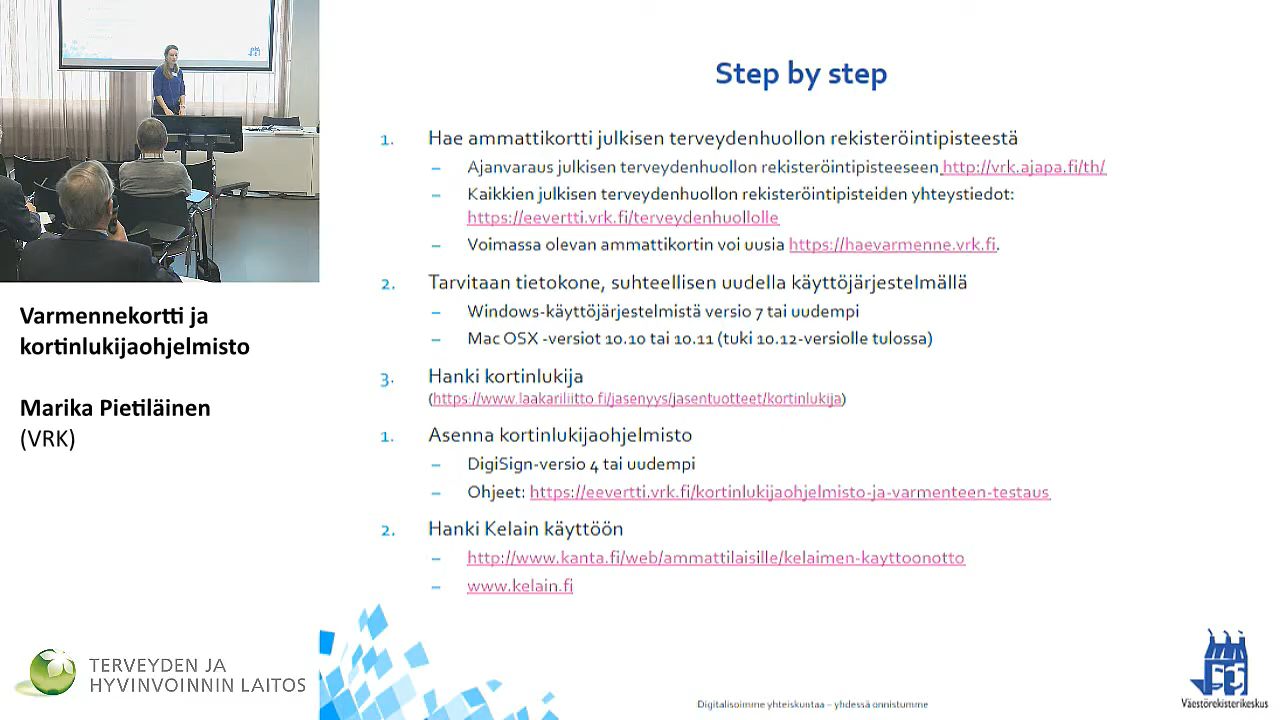 Step by step
1. Hae ammattikortti julkisen terveydenhuollon rekisteröintipisteestä
– Ajanvaraus julkisen terveydenhuollon rekisteröintipisteeseen http://vrk.ajapa.fi/th/
– Kaikkien julkisen terveydenhuollon rekisteröintipisteiden yhteystiedot:
https://eevertti.vrk.fi/terveydenhuollolle
– Voimassa olevan ammattikortin voi uusia https://haevarmenne.vrk.fi.
2. Tarvitaan tietokone, suhteellisen uudella käyttöjärjestelmällä
– Windows-käyttöjärjestelmistä versio 7 tai uudempi
– Mac OSX -versiot 10.10 tai 10.11 (tuki 10.12-versiolle tulossa)
3. Hanki kortinlukija
(https://www.laakariliitto.fi/jasenyys/jasentuotteet/kortinlukija)
1. Asenna kortinlukijaohjelmisto
– DigiSign-versio 4 tai uudempi
– Ohjeet: https://eevertti.vrk.fi/kortinlukijaohjelmisto-ja-varmenteen-testaus
2. Hanki Kelain käyttöön
– http://www.kanta.fi/web/ammattilaisille/kelaimen-kayttoonotto
– www.kelain.fi
Varmennekortti ja
kortinlukijaohjelmisto
Marika Pietiläinen
(VRK)
TERVEYDEN JA
HYVINVOINNIN LAITOS
Digitalisoimme yhteiskuntaa – yhdessä onnistumme
Väestörekisterikeskus